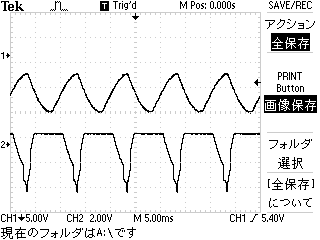 Tek Trig'd M Pos: 0.000s SAVE/REC
T
アクション
全保存
1
PRINT
Button
画像保存
2
フォルダ
選択
[全保存]
について
CH1 5.00V CH2 2.00V M 5.00ms CH1 / 5.40V
現在のフォルダはA:\です